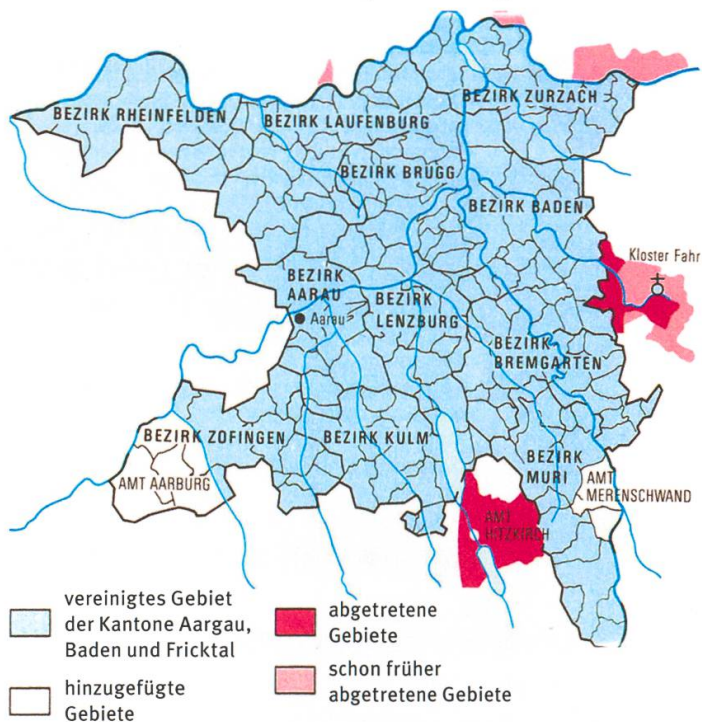 BEZIRK ZURZACH
BEZIRK RHEINFELDEN
BEZIRK LAUFENBURG
BEZIRK BRUGG
BEZIRK BADEN
Kloster Fahr
BEZIRK
AARAU
Aarau
BEZIRK
LENZBURG
BEZIRK
BREMGARTEN
BEZIRK ZOFINGEN
BEZIRK KULM
BEZIRK
MURI
AMT AARBURG
AMT
MERENSCHWAND
AMT
HITZKIRCH
vereinigtes Gebiet
der Kantone Aargau,
Baden und Fricktal
hinzugefügte
Gebiete
abgetretene
Gebiete
schon früher
abgetretene Gebiete